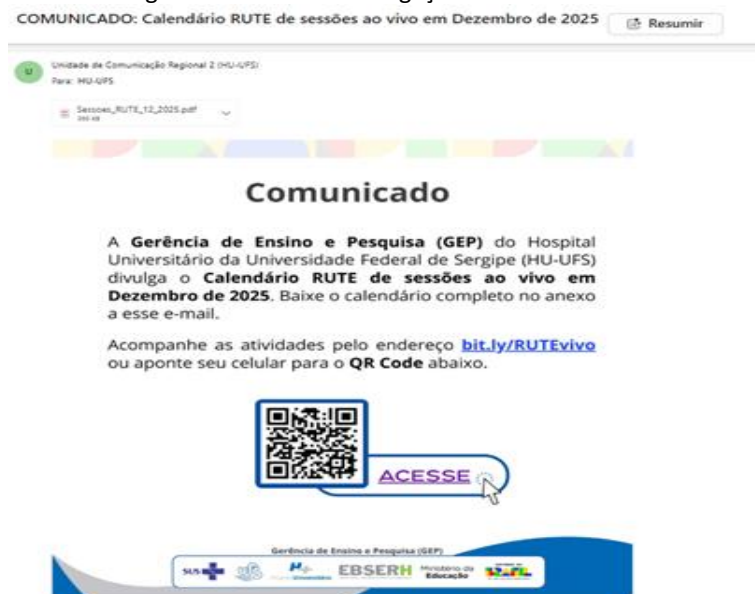 COMUNICADO: Calendário RUTE de sessões ao vivo em Dezembro de 2025 Resumir
U Unidade de Comunicação Regional 2 (HU-UFS)
Para: HU-UFS
Sessoes_RUTE_12_2025.pdf
Comunicado
A Gerência de Ensino e Pesquisa (GEP) do Hospital
Universitário da Universidade Federal de Sergipe (HU-UFS)
divulga o Calendário RUTE de sessões ao vivo em
Dezembro de 2025. Baixe o calendário completo no anexo
a esse e-mail.
Acompanhe as atividades pelo endereço bit.ly/RUTEvivo
ou aponte seu celular para o QR Code abaixo.
ACESSE
Gerência de Ensino e Pesquisa (GEP)
SUS EBSERH Ministério da
Educação